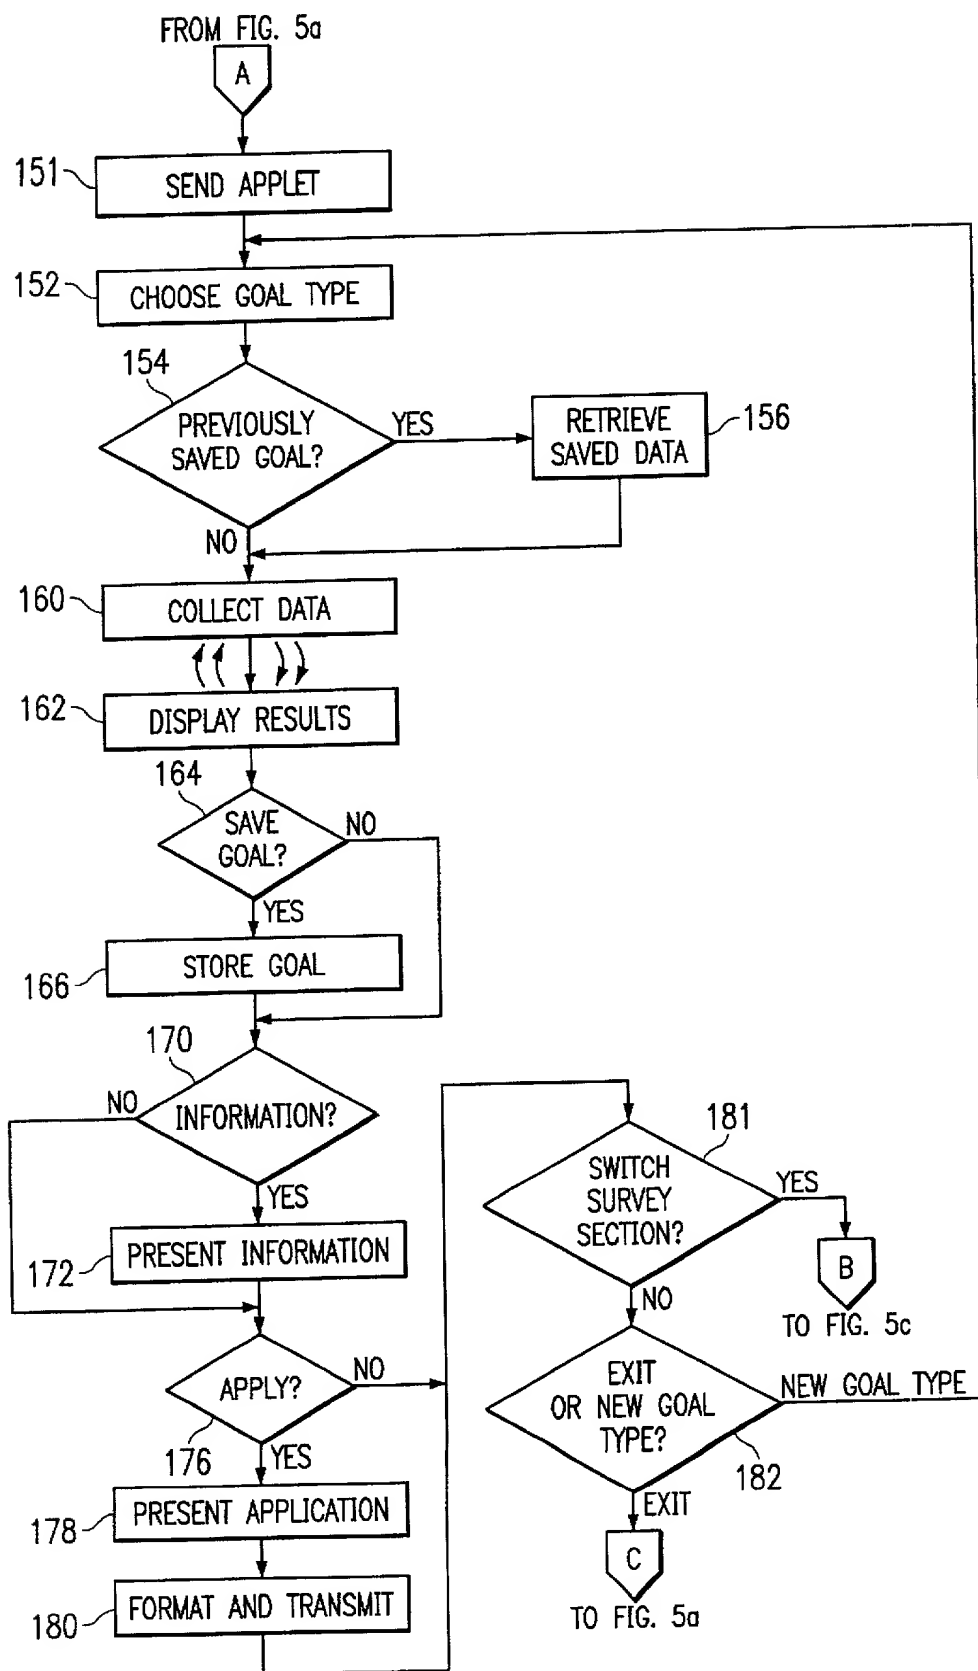 FROM FIG. 5a
A
151
SEND APPLET
152
CHOOSE GOAL TYPE
154
PREVIOUSLY
SAVED GOAL?
YES
RETRIEVE
SAVED DATA
156
NO
160
COLLECT DATA
162
DISPLAY RESULTS
164
SAVE
GOAL?
NO
YES
166
STORE GOAL
170
NO
INFORMATION?
YES
172
PRESENT INFORMATION
APPLY?
NO
176
YES
178
PRESENT APPLICATION
180
FORMAT AND TRANSMIT
181
SWITCH
SURVEY
SECTION?
YES
B
TO FIG. 5c
NO
EXIT
OR NEW GOAL
TYPE?
NEW GOAL TYPE
182
EXIT
C
TO FIG. 5a